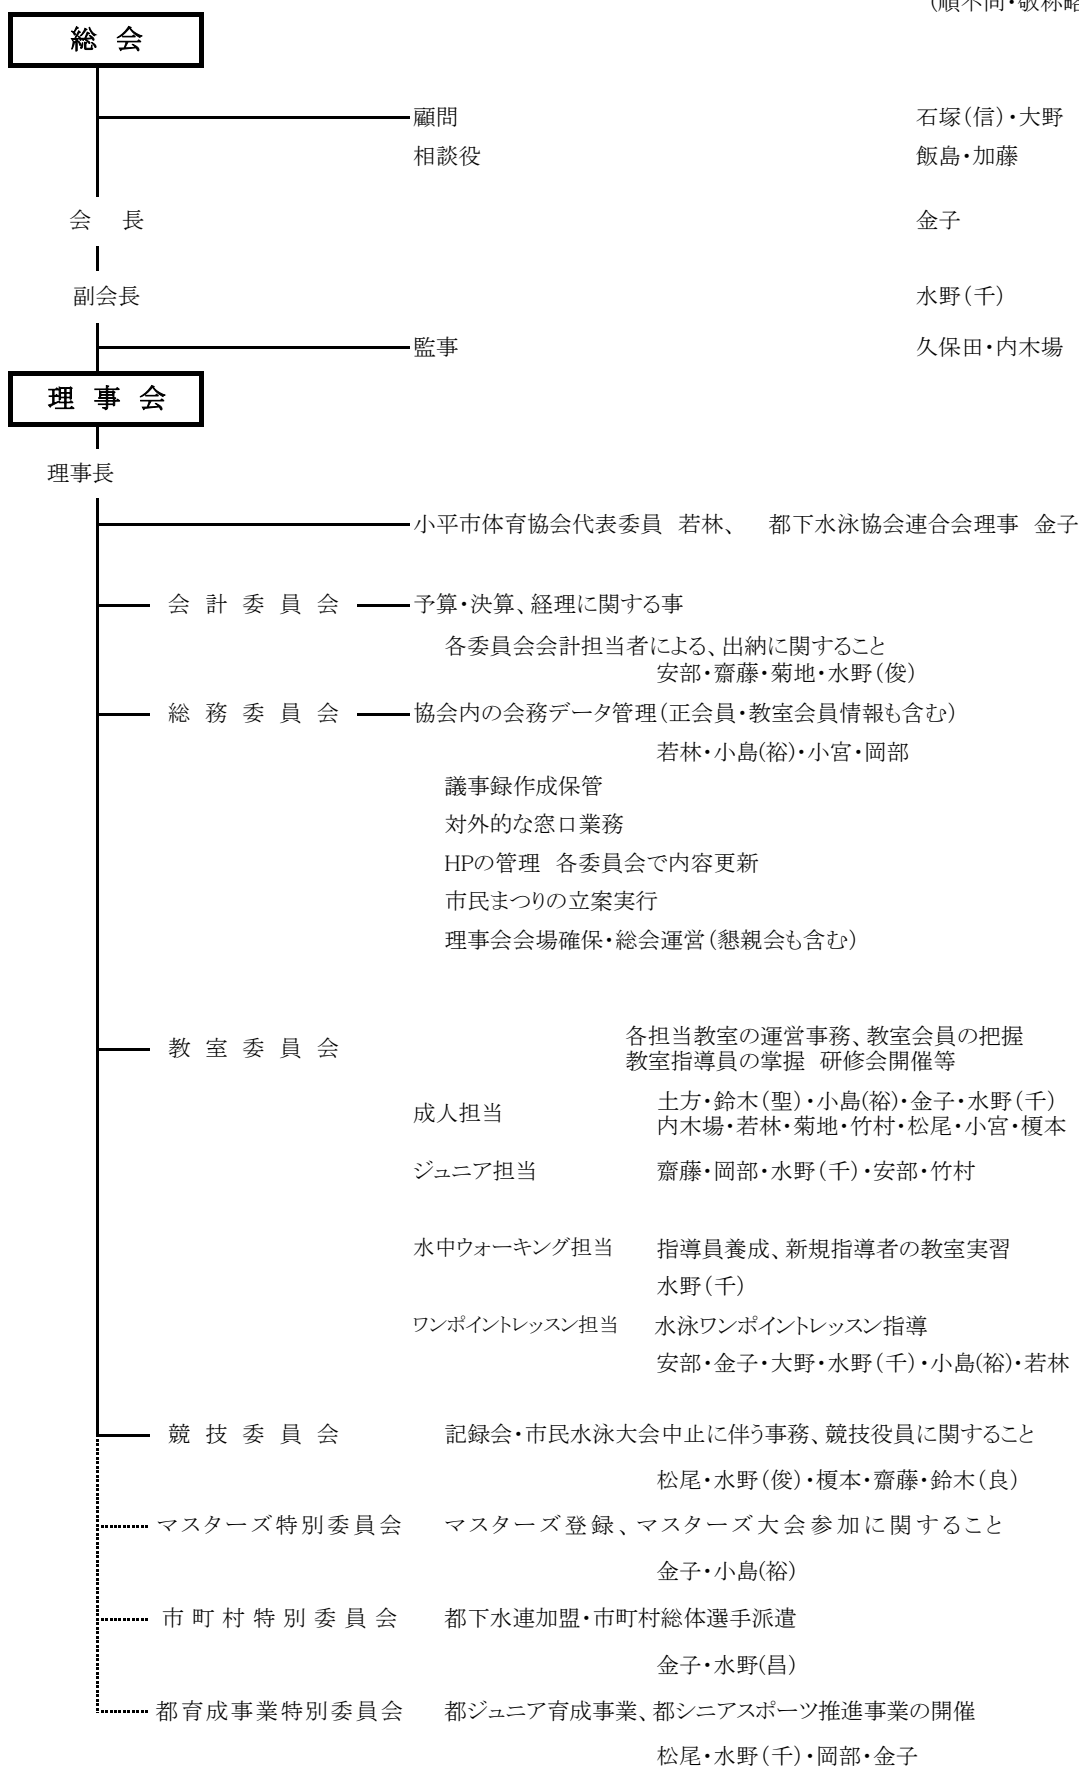 総 会
顧問 石塚（信）・大野
相談役 飯島・加藤
会 長 金子
副会長 水野（千）
監事 久保田・内木場
理 事 会
理事長
小平市体育協会代表委員 若林、 都下水泳協会連合会理事 金子
会 計 委 員 会 予算・決算、経理に関する事
各委員会会計担当者による、出納に関すること
安部・齋藤・菊地・水野（俊）
総 務 委 員 会 協会内の会務データ管理（正会員・教室会員情報も含む）
若林・小島(裕)・小宮・岡部
議事録作成保管
対外的な窓口業務
HPの管理 各委員会で内容更新
市民まつりの立案実行
理事会会場確保・総会運営（懇親会も含む）
教 室 委 員 会
各担当教室の運営事務、教室会員の把握
教室指導員の掌握 研修会開催等
成人担当
土方・鈴木（聖）・小島(裕)・金子・水野（千）
内木場・若林・菊地・竹村・松尾・小宮・榎本
ジュニア担当 齋藤・岡部・水野（千）・安部・竹村
水中ウォーキング担当 指導員養成、新規指導者の教室実習
水野（千）
ワンポイントレッスン担当 水泳ワンポイントレッスン指導
安部・金子・大野・水野（千）・小島(裕)・若林
競 技 委 員 会 記録会・市民水泳大会中止に伴う事務、競技役員に関すること
松尾・水野（俊）・榎本・齋藤・鈴木（良）
マスターズ特別委員会 マスターズ登録、マスターズ大会参加に関すること
金子・小島(裕)
市町村特別委員会 都下水連加盟・市町村総体選手派遣
金子・水野(昌)
都育成事業特別委員会 都ジュニア育成事業、都シニアスポーツ推進事業の開催
松尾・水野（千）・岡部・金子